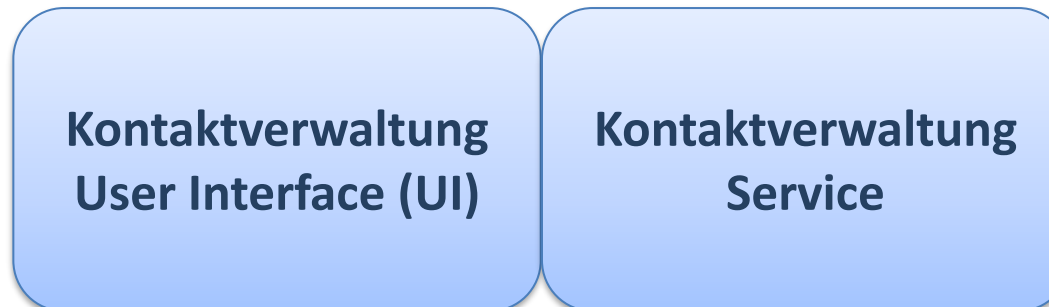 Kontaktverwaltung
User Interface (UI)
Kontaktverwaltung
Service